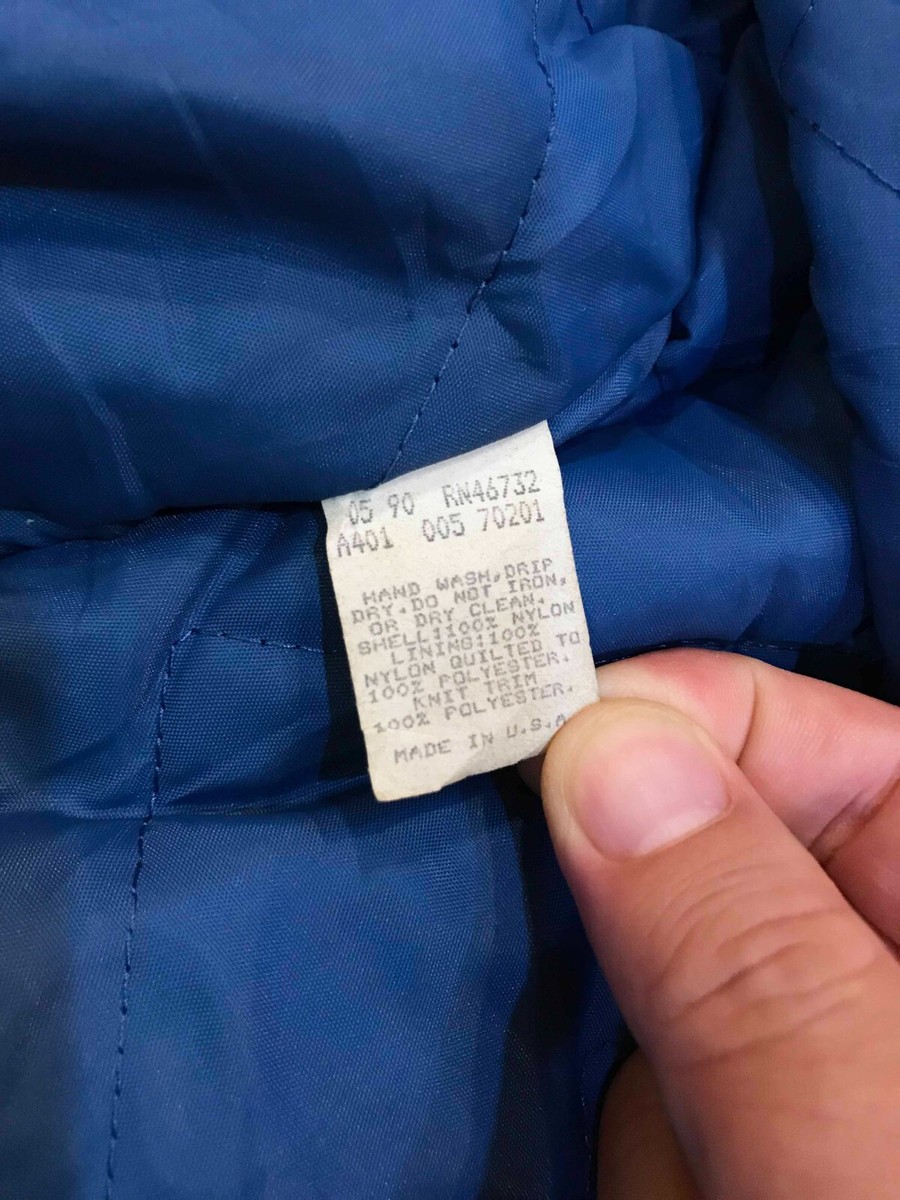 05 90 RN46732
A401 005 70201
HAND WASH,DRIP
DRY.DO NOT IRON,
OR DRY CLEAN.
SHELL:100% NYLON
LINING:100%
NYLON QUILTED TO
100% POLYESTER.
KNIT TRIM
100% POLYESTER.
MADE IN U.S.A